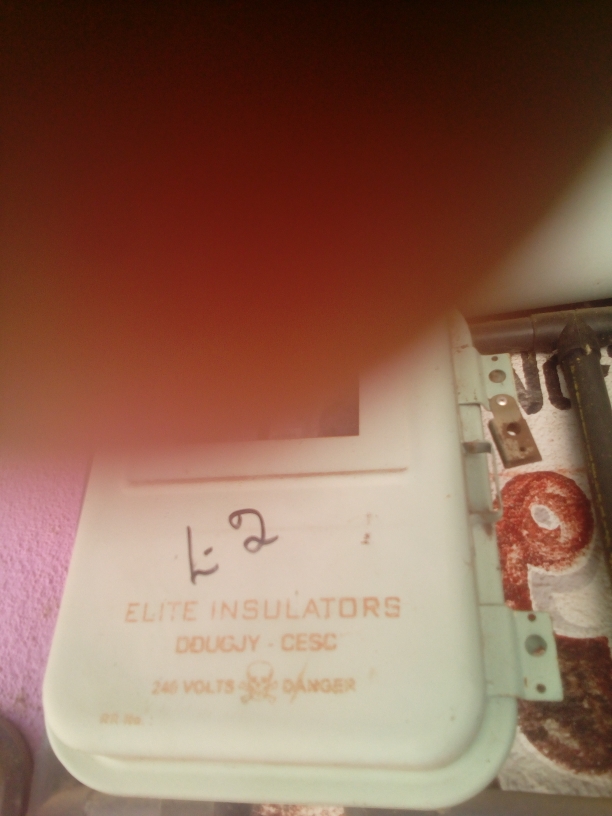 L-2
ELITE INSULATORS
DDUGJY - CESC
240 VOLTS DANGER